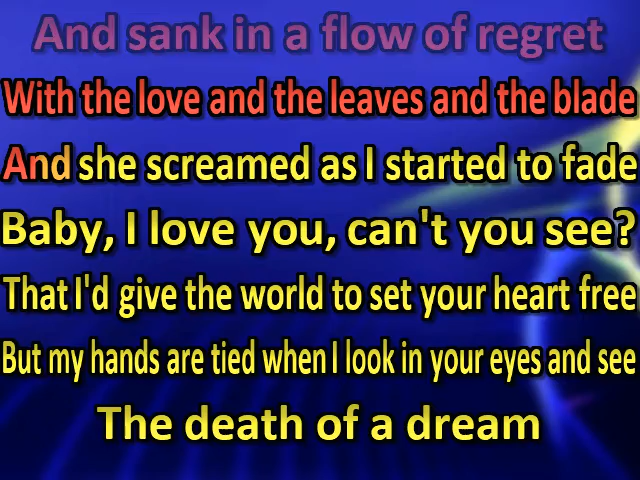 And sank in a flow of regret
With the love and the leaves and the blade
And she screamed as I started to fade
Baby, I love you, can't you see?
That I'd give the world to set your heart free
But my hands are tied when I look in your eyes and see
The death of a dream